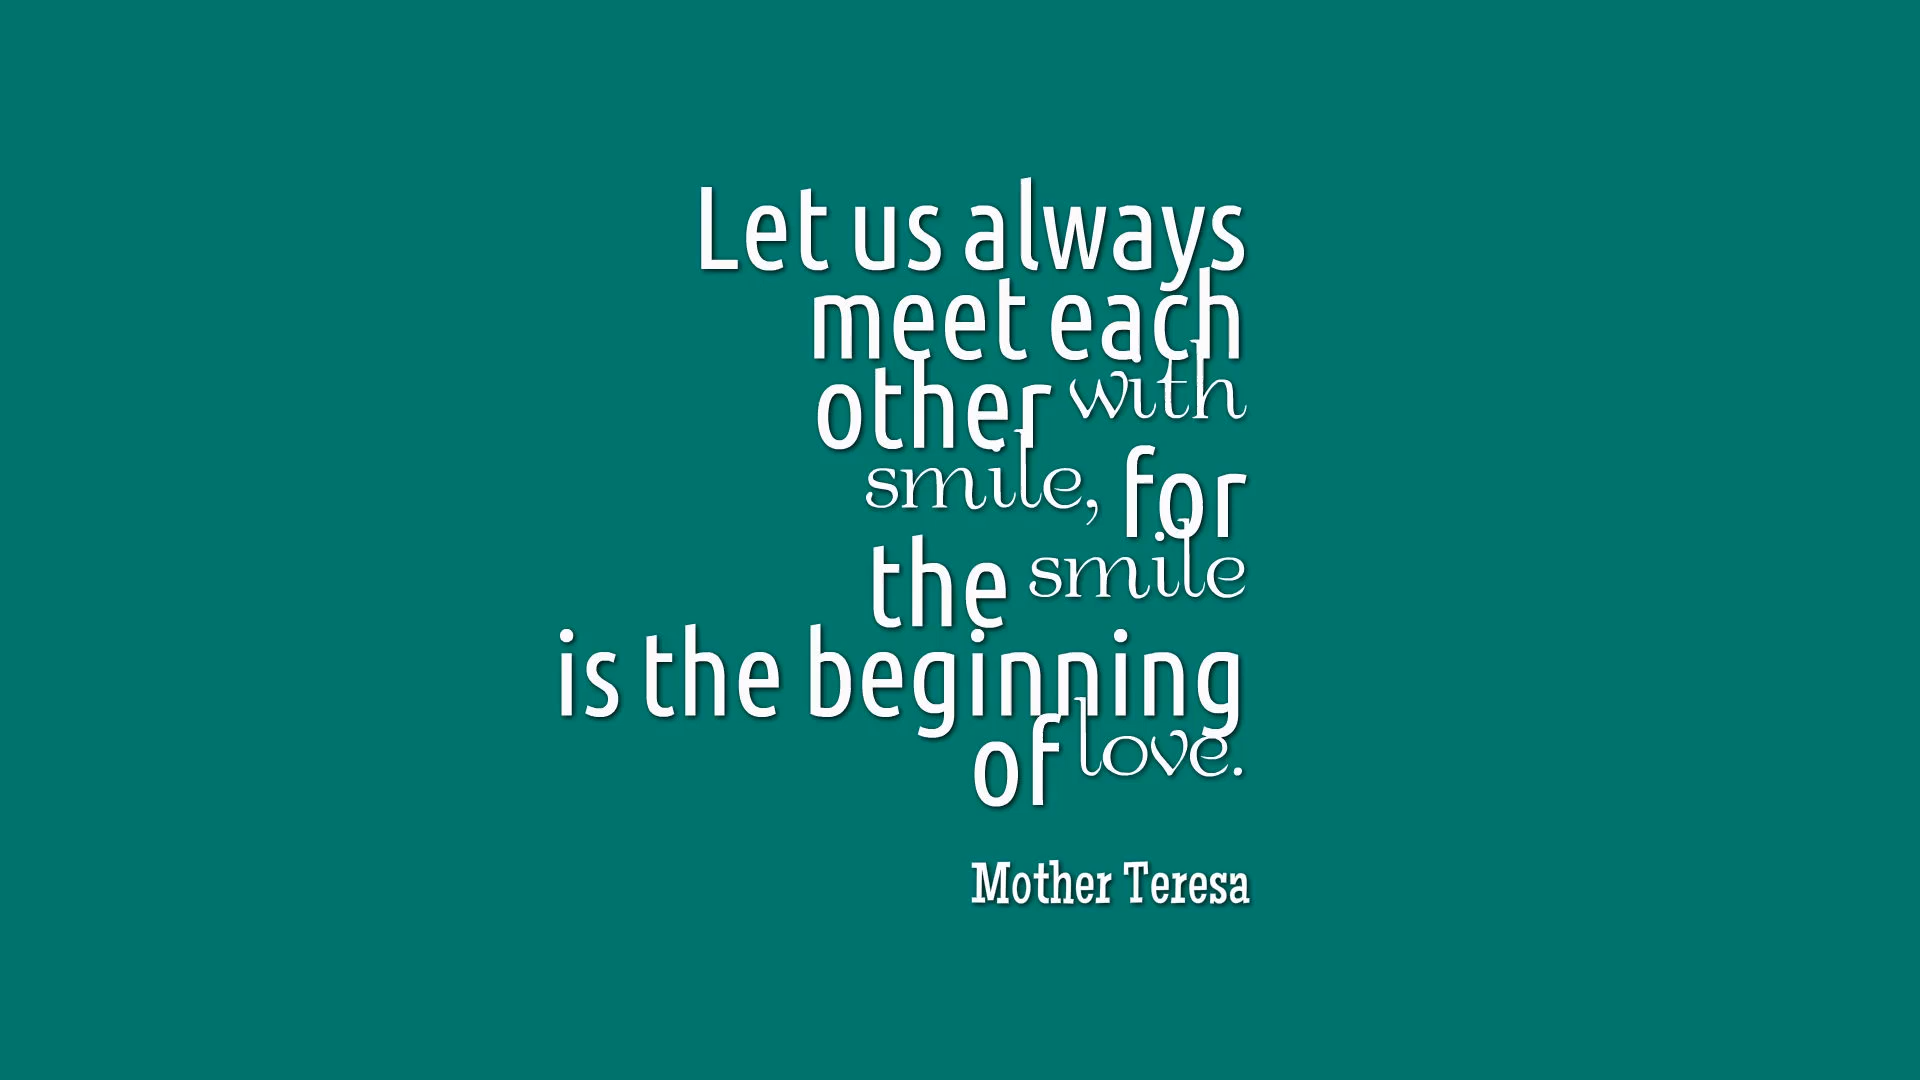 Let us always
meet each
other with
smile, for
the smile
is the beginning
of love.
Mother Teresa